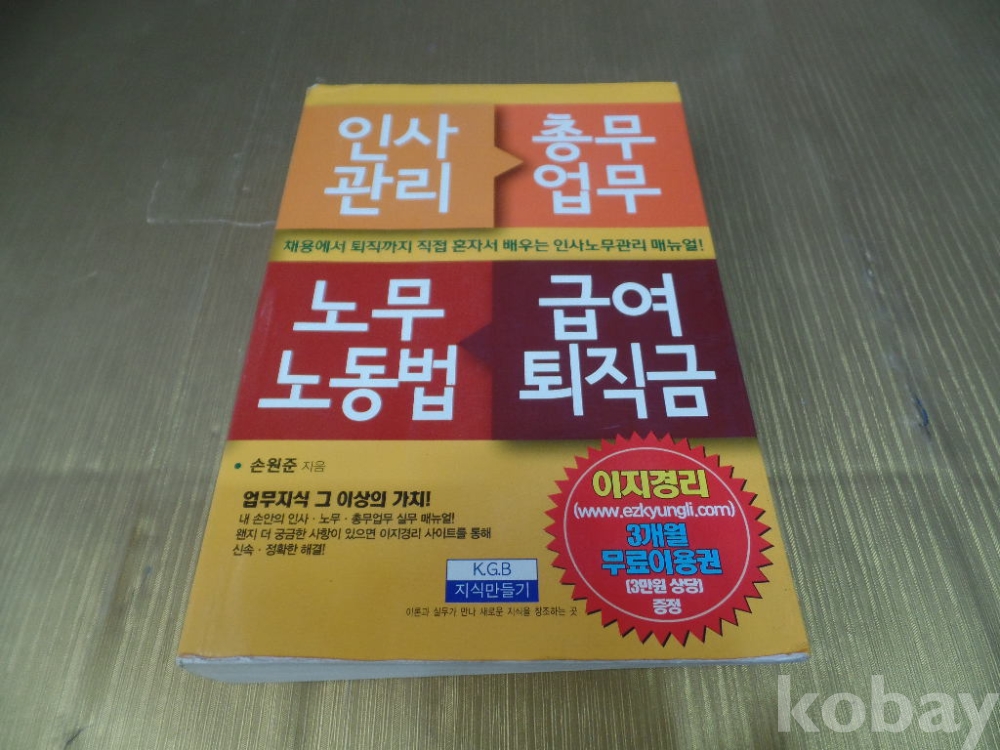 인사
관리
총무
업무
채용에서 퇴직까지 직접 혼자서 배우는 인사노무관리 매뉴얼!
노무
노동법
급여
퇴직금
• 손원준 지음
업무지식 그 이상의 가치!
내 손안의 인사 · 노무 · 총무업무 실무 매뉴얼!
왠지 더 궁금한 사항이 있으면 이지경리 사이트를 통해
신속 · 정확한 해결!
이지경리
(www.ezkyungli.com)
3개월
무료이용권
(3만원 상당)
증정
K.G.B
지식만들기
이론과 실무가 만나 새로운 지식을 창조하는 곳
kobay